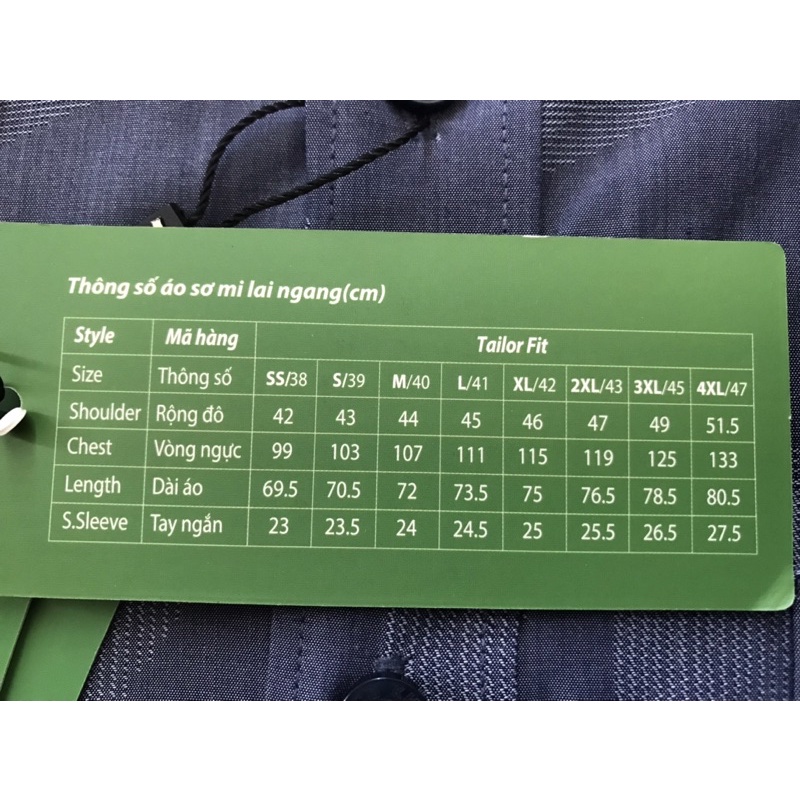 Thông số áo sơ mi lai ngang(cm)
Style Mã hàng Tailor Fit
Size Thông số SS/38 S/39 M/40 L/41 XL/42 2XL/43 3XL/45 4XL/47
Shoulder Rộng đô 42 43 44 45 46 47 49 51.5
Chest Vòng ngực 99 103 107 111 115 119 125 133
Length Dài áo 69.5 70.5 72 73.5 75 76.5 78.5 80.5
S.Sleeve Tay ngắn 23 23.5 24 24.5 25 25.5 26.5 27.5